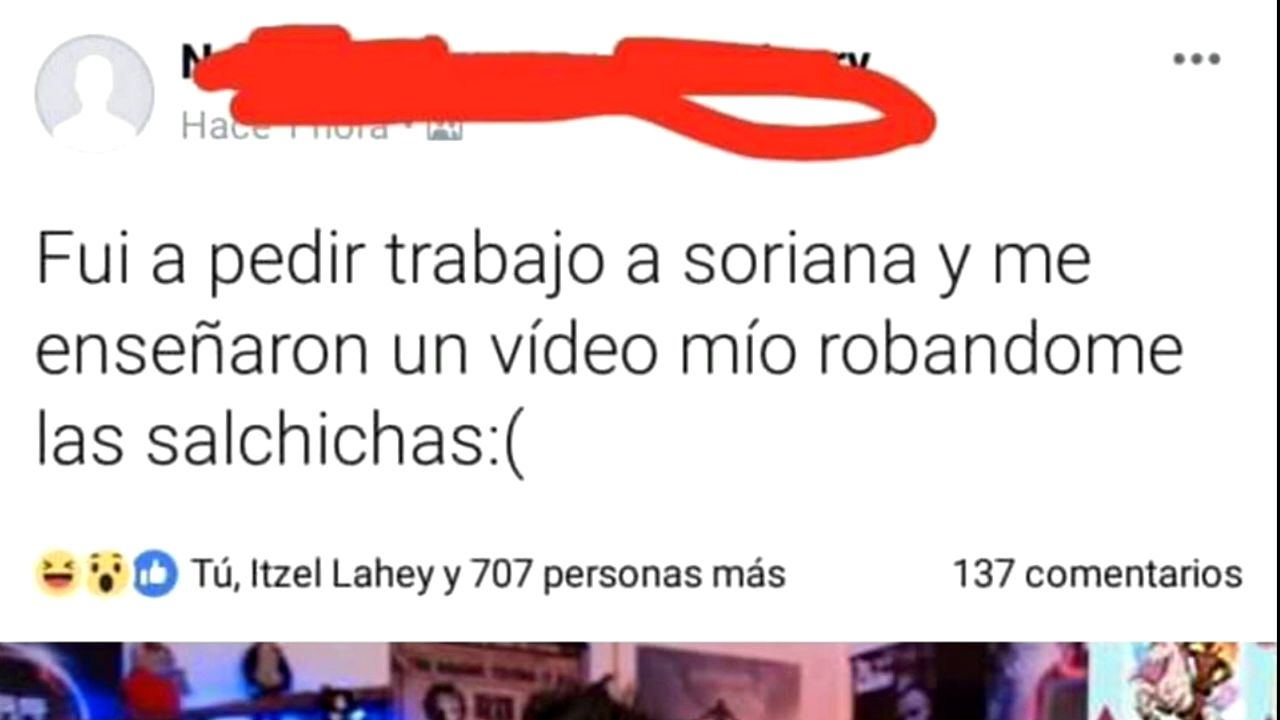 Fui a pedir trabajo a soriana y me
enseñaron un vídeo mío robandome
las salchichas:(
Tú, Itzel Lahey y 707 personas más
137 comentarios